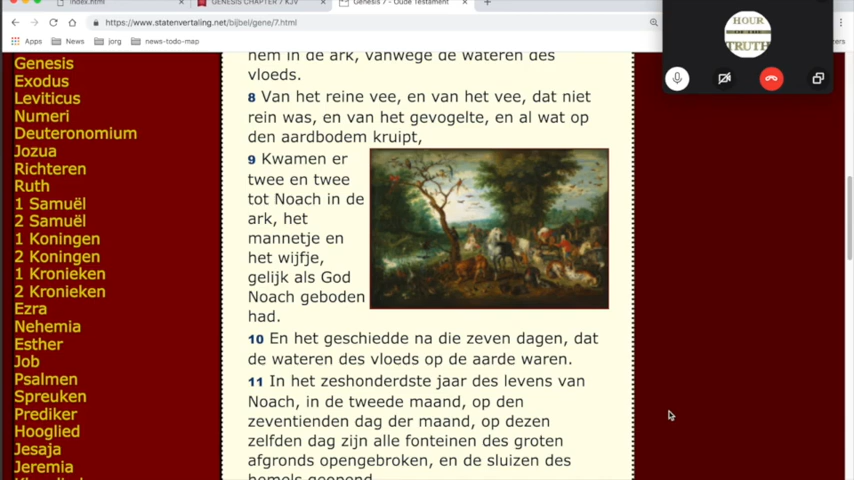 index.html
GENESIS CHAPTER 7 KJV
Genesis 7 - Oude Testament
https://www.statenvertaling.net/bijbel/gene/7.html
Apps
News
jorg
news-todo-map
HOUR
TRUTH
Genesis
Exodus
Leviticus
Numeri
Deuteronomium
Jozua
Richteren
Ruth
1 Samuël
2 Samuël
1 Koningen
2 Koningen
1 Kronieken
2 Kronieken
Ezra
Nehemia
Esther
Job
Psalmen
Spreuken
Prediker
Hooglied
Jesaja
Jeremia
hem in de ark, vanwege de wateren des
vloeds.
8 Van het reine vee, en van het vee, dat niet
rein was, en van het gevogelte, en al wat op
den aardbodem kruipt,
9 Kwamen er
twee en twee
tot Noach in de
ark, het
mannetje en
het wijfje,
gelijk als God
Noach geboden
had.
10 En het geschiedde na die zeven dagen, dat
de wateren des vloeds op de aarde waren.
11 In het zeshonderdste jaar des levens van
Noach, in de tweede maand, op den
zeventienden dag der maand, op dezen
zelfden dag zijn alle fonteinen des groten
afgronds opengebroken, en de sluizen des
hemels geopend